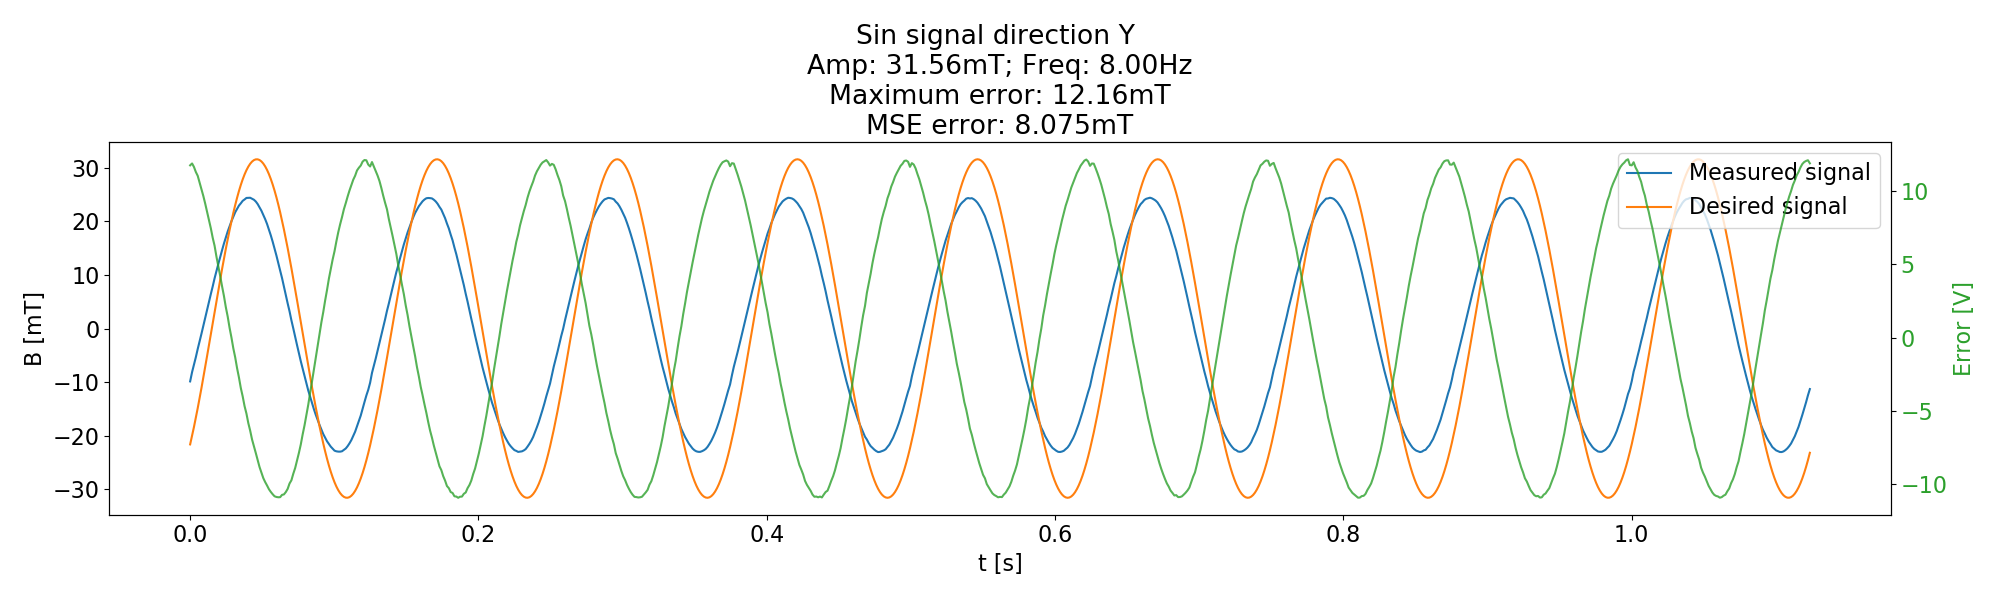 Sin signal direction Y
Amp: 31.56mT; Freq: 8.00Hz
Maximum error: 12.16mT
MSE error: 8.075mT
Measured signal
Desired signal
B [mT]
30
20
10
0
−10
−20
−30
10
5
0
−5
−10
Error [V]
0.0 0.2 0.4 0.6 0.8 1.0
t [s]